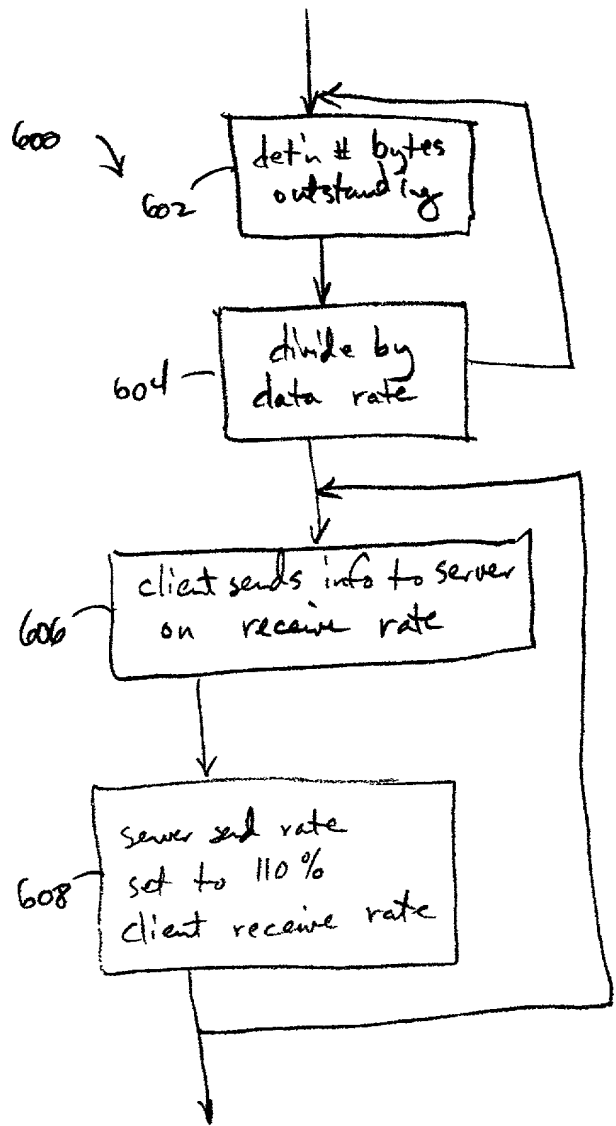 600
det'n # bytes
outstanding
602
divide by
data rate
604
client sends info to server
on receive rate
606
server send rate
set to 110%
client receive rate
608